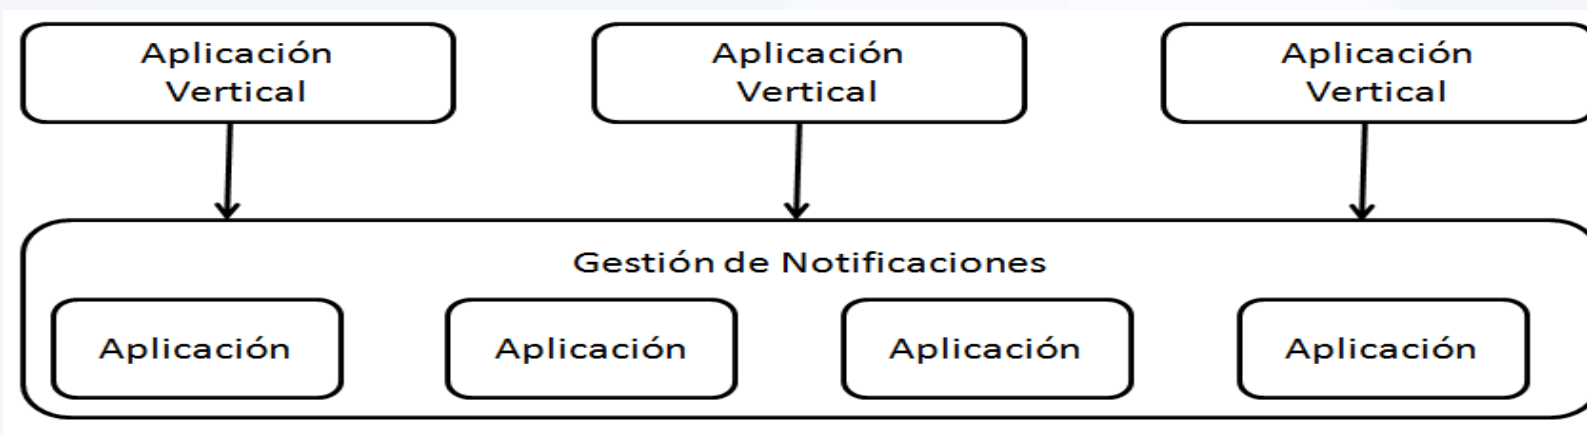 Aplicación
Vertical
Aplicación
Vertical
Aplicación
Vertical
Gestión de Notificaciones
Aplicación
Aplicación
Aplicación
Aplicación